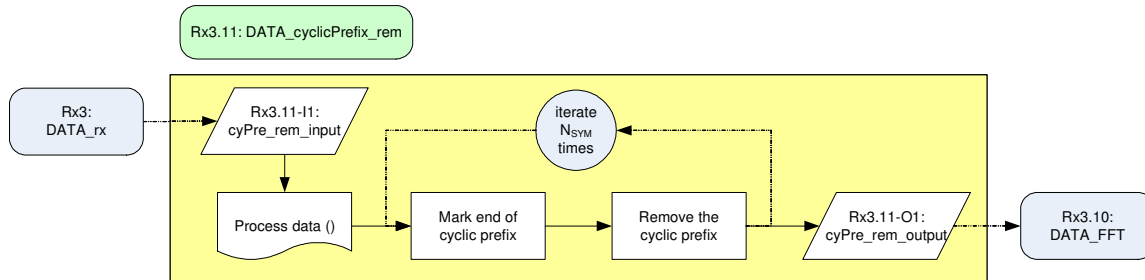 Rx3.11: DATA_cyclicPrefix_rem
Rx3:
DATA_rx
Rx3.11-I1:
cyPre_rem_input
iterate
NSYM
times
Process data ()
Mark end of
cyclic prefix
Remove the
cyclic prefix
Rx3.11-O1:
cyPre_rem_output
Rx3.10:
DATA_FFT